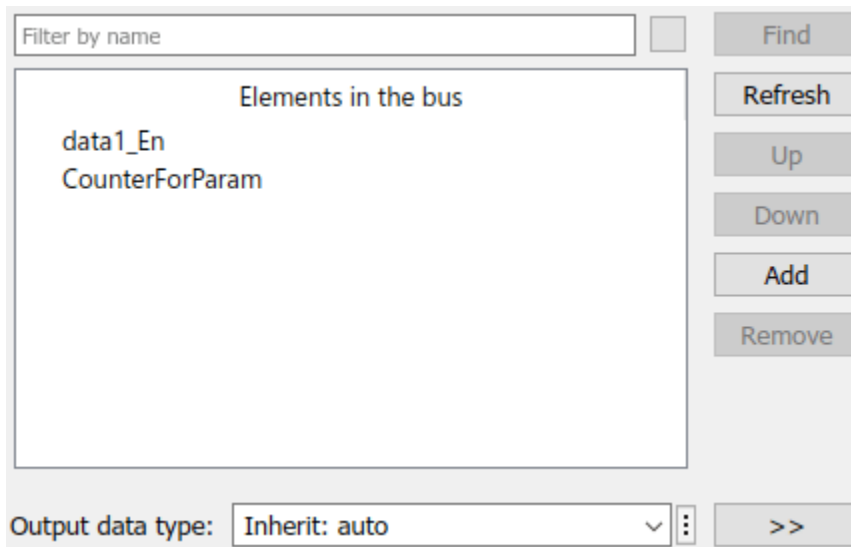 Filter by name
Find
Elements in the bus
Refresh
data1_En
Up
CounterForParam
Down
Add
Remove
Output data type:
Inherit: auto
>>